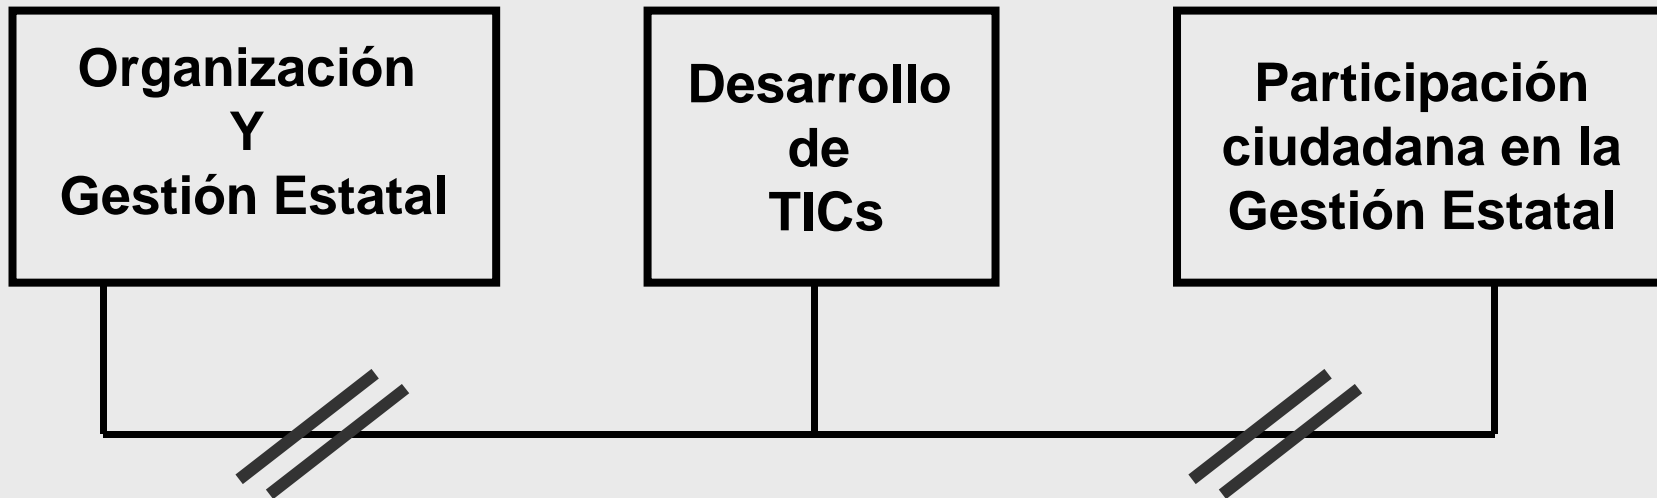 Organización
Y
Gestión Estatal
Desarrollo
de
TICs
Participación
ciudadana en la
Gestión Estatal